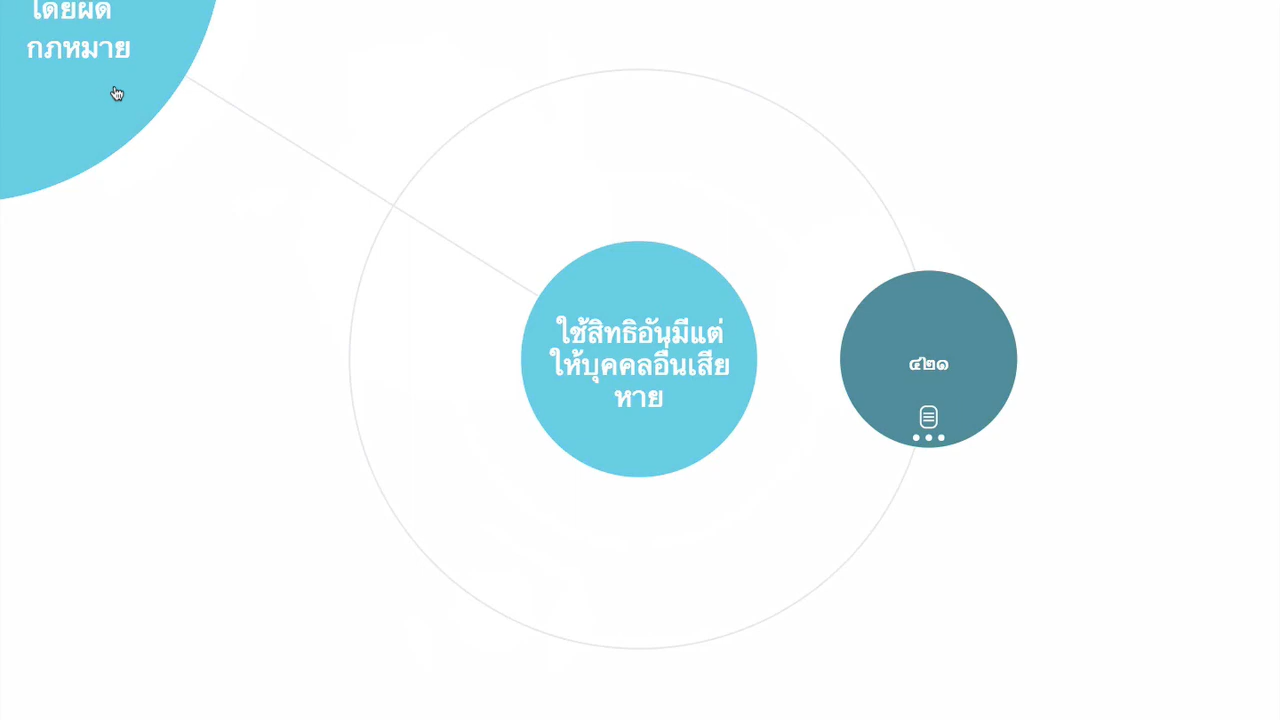 โดยผิด
กภหมาย
ใช้สิทธิอันมีแต่
ให้บุคคลอื่นเสีย
หาย
๔๒๑